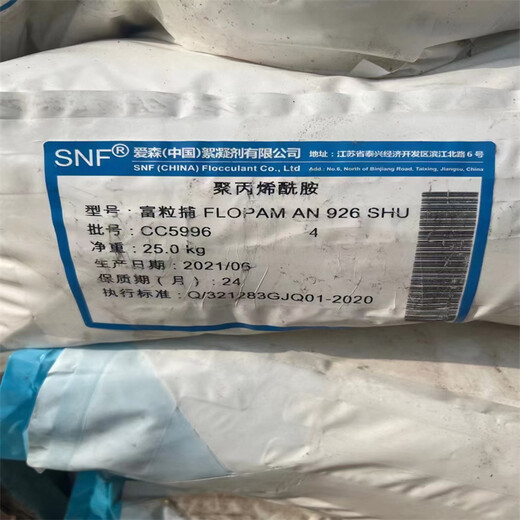 SNF® 爱森(中国)絮凝剂有限公司 地址：江苏省泰兴经济开发区滨江北路6号
SNF (CHINA) Flocculant Co., Ltd Add.: No.6, North of Binjiang Road, Taixing, Jiangsu, China
聚丙烯酰胺
型号：富粒捕 FLOPAM AN 926 SHU
批号：CC5996 4
净重：25.0 kg
生产日期：2021/06
保质期（月）：24
执行标准：Q/321283GJQ01-2020